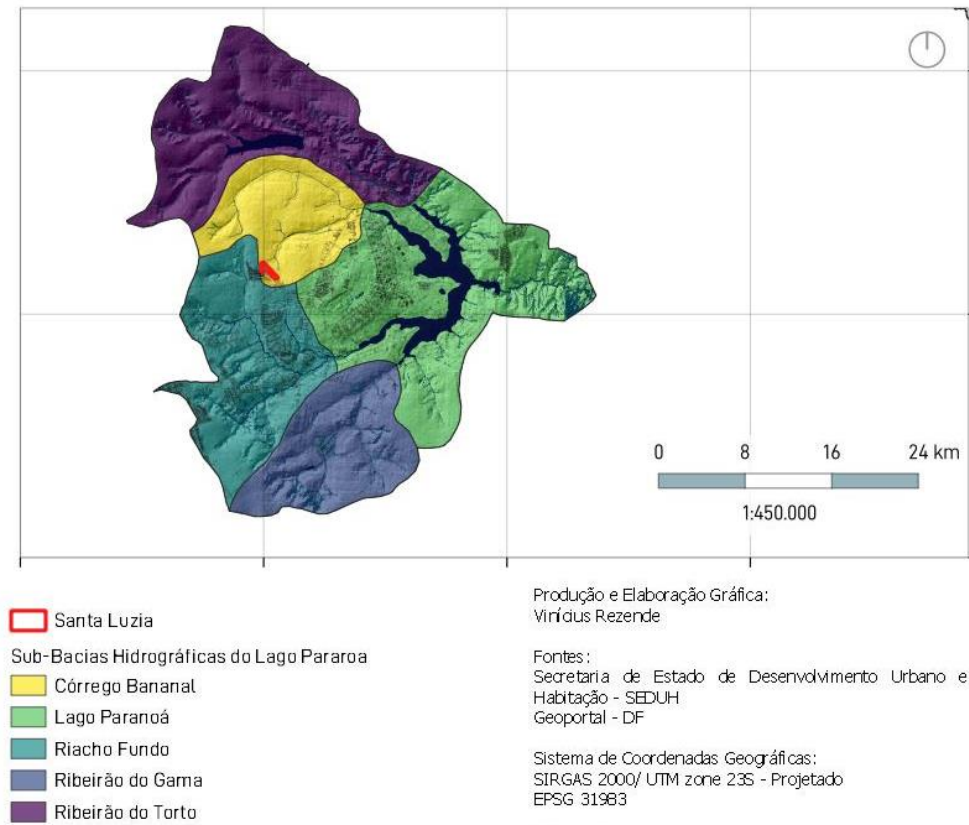 0 8 16 24 km
1:450.000
Santa Luzia
Sub-Bacias Hidrográficas do Lago Pararoa
Córrego Bananal
Lago Paranoá
Riacho Fundo
Ribeirão do Gama
Ribeirão do Torto
Produção e Elaboração Gráfica:
Vinícius Rezende
Fontes:
Secretaria de Estado de Desenvolvimento Urbano e
Habitação - SEDUH
Geoportal - DF
Sistema de Coordenadas Geográficas:
SIRGAS 2000/ UTM zone 23S - Projetado
EPSG 31983